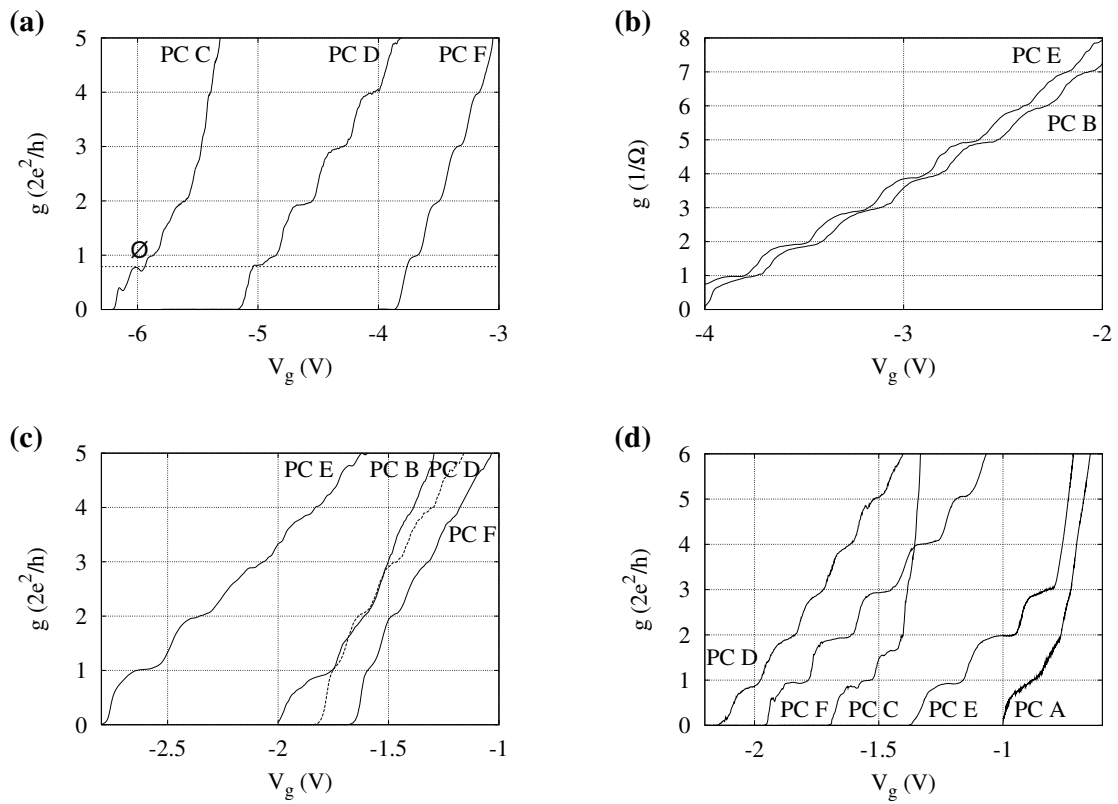 (a)
5
4
3
2
1
0
g (2e²/h)
PC C
PC D
PC F
Ø
-6
-5
-4
-3
V_g (V)
(b)
8
7
6
5
4
3
2
1
0
g (1/Ω)
PC E
PC B
-4
-3
-2
V_g (V)
(c)
5
4
3
2
1
0
g (2e²/h)
PC E
PC B
PC D
PC F
-2.5
-2
-1.5
-1
V_g (V)
(d)
6
5
4
3
2
1
0
g (2e²/h)
PC D
PC F
PC C
PC E
PC A
-2
-1.5
-1
V_g (V)